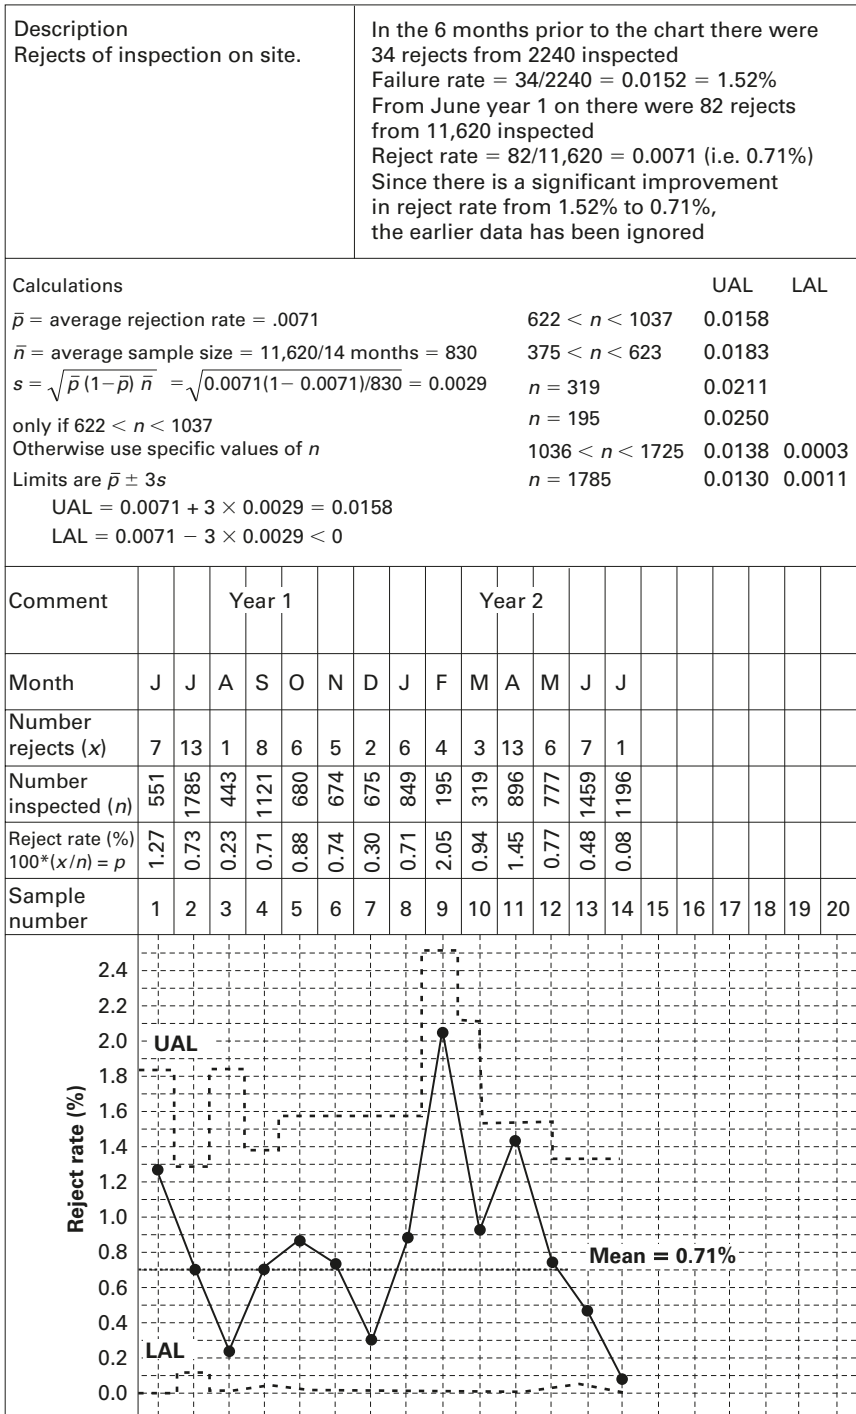 Description
Rejects of inspection on site.
In the 6 months prior to the chart there were
34 rejects from 2240 inspected
Failure rate = 34/2240 = 0.0152 = 1.52%
From June year 1 on there were 82 rejects
from 11,620 inspected
Reject rate = 82/11,620 = 0.0071 (i.e. 0.71%)
Since there is a significant improvement
in reject rate from 1.52% to 0.71%,
the earlier data has been ignored
Calculations
UAL LAL
p̄ = average rejection rate = .0071
622 < n < 1037 0.0158
n̄ = average sample size = 11,620/14 months = 830
375 < n < 623 0.0183
s = √p̄ (1−p̄) n̄ = √0.0071(1− 0.0071)/830 = 0.0029
n = 319 0.0211
only if 622 < n < 1037
n = 195 0.0250
Otherwise use specific values of n
1036 < n < 1725 0.0138 0.0003
Limits are p̄ ± 3s
n = 1785 0.0130 0.0011
UAL = 0.0071 + 3 × 0.0029 = 0.0158
LAL = 0.0071 − 3 × 0.0029 < 0
Comment Year 1 Year 2
Month J J A S O N D J F M A M J J
Number
rejects (x) 7 13 1 8 6 5 2 6 4 3 13 6 7 1
Number
inspected (n) 551 1785 443 1121 680 674 675 849 195 319 896 777 1459 1196
Reject rate (%)
100*(x/n) = p 1.27 0.73 0.23 0.71 0.88 0.74 0.30 0.71 2.05 0.94 1.45 0.77 0.48 0.08
Sample
number 1 2 3 4 5 6 7 8 9 10 11 12 13 14 15 16 17 18 19 20
Reject rate (%)
2.4
2.2
2.0
UAL
1.8
1.6
1.4
1.2
1.0
0.8
Mean = 0.71%
0.6
0.4
LAL
0.2
0.0